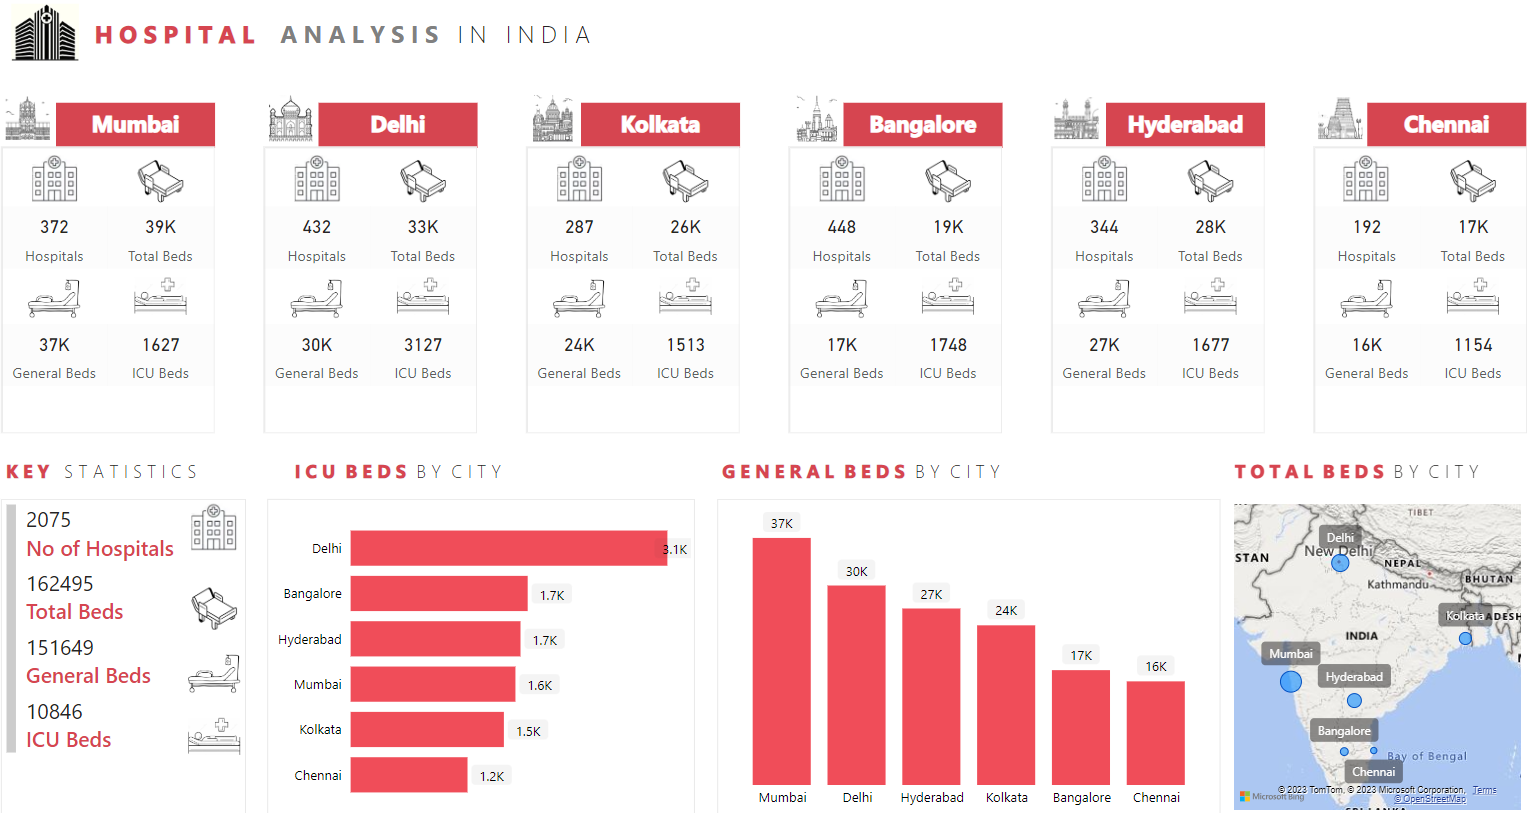 HOSPITAL ANALYSIS IN INDIA
Mumbai
372 39K
Hospitals Total Beds
37K 1627
General Beds ICU Beds
Delhi
432 33K
Hospitals Total Beds
30K 3127
General Beds ICU Beds
Kolkata
287 26K
Hospitals Total Beds
24K 1513
General Beds ICU Beds
Bangalore
448 19K
Hospitals Total Beds
17K 1748
General Beds ICU Beds
Hyderabad
344 28K
Hospitals Total Beds
27K 1677
General Beds ICU Beds
Chennai
192 17K
Hospitals Total Beds
16K 1154
General Beds ICU Beds
KEY STATISTICS
2075
No of Hospitals
162495
Total Beds
151649
General Beds
10846
ICU Beds
ICU BEDS BY CITY
Delhi 3.1K
Bangalore 1.7K
Hyderabad 1.7K
Mumbai 1.6K
Kolkata 1.5K
Chennai 1.2K
GENERAL BEDS BY CITY
37K
30K
27K
24K
17K
16K
Mumbai Delhi Hyderabad Kolkata Bangalore Chennai
TOTAL BEDS BY CITY
TIBET
Delhi
New Delhi
STAN
NEPAL
Kathmandu
BHUTAN
Kolkata
ADESH
INDIA
Mumbai
Hyderabad
Bangalore
Bay of Bengal
Chennai
© 2023 TomTom, © 2023 Microsoft Corporation, Terms
Microsoft Bing
© OpenStreetMap